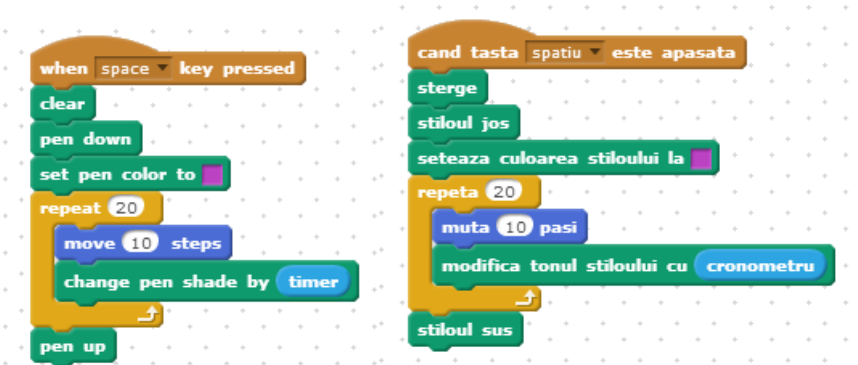 when space key pressed
clear
pen down
set pen color to
repeat 20
move 10 steps
change pen shade by timer
pen up
cand tasta spatiu este apasata
sterge
stiloul jos
seteaza culoarea stiloului la
repeta 20
muta 10 pasi
modifica tonul stiloului cu cronometru
stiloul sus